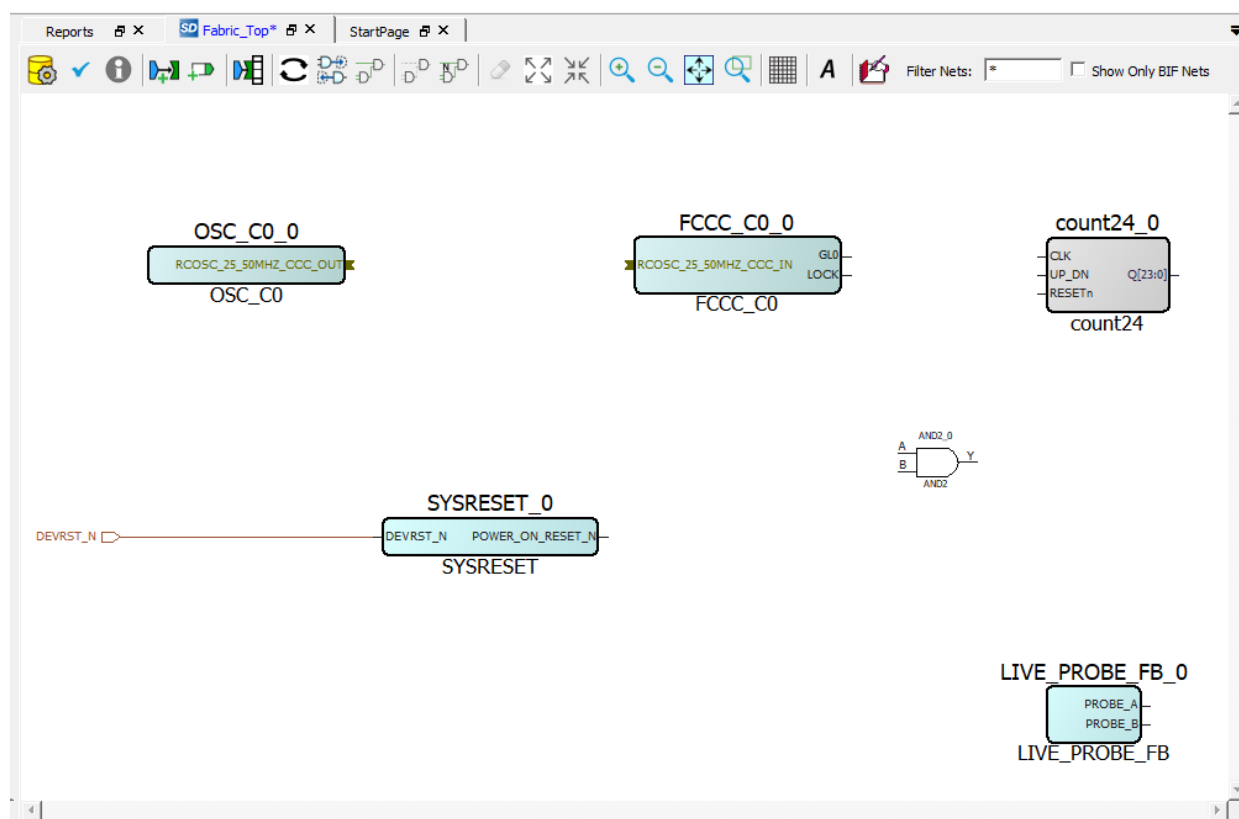 Reports
SD Fabric_Top*
StartPage
A
Filter Nets: *
Show Only BIF Nets
OSC_C0_0
RCOSC_25_50MHZ_CCC_OUT
OSC_C0
FCCC_C0_0
RCOSC_25_50MHZ_CCC_IN
GL0
LOCK
FCCC_C0
count24_0
CLK
UP_DN Q[23:0]
RESETn
count24
AND2_0
A
B
Y
AND2
SYSRESET_0
DEVRST_N
DEVRST_N POWER_ON_RESET_N
SYSRESET
LIVE_PROBE_FB_0
PROBE_A
PROBE_B
LIVE_PROBE_FB